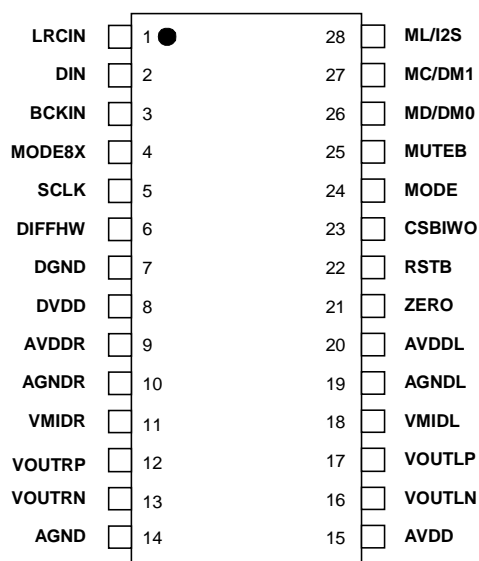 LRCIN 1 28 ML/I2S
DIN 2 27 MC/DM1
BCKIN 3 26 MD/DM0
MODE8X 4 25 MUTEB
SCLK 5 24 MODE
DIFFHW 6 23 CSBIWO
DGND 7 22 RSTB
DVDD 8 21 ZERO
AVDDR 9 20 AVDDL
AGNDR 10 19 AGNDL
VMIDR 11 18 VMIDL
VOUTRP 12 17 VOUTLP
VOUTRN 13 16 VOUTLN
AGND 14 15 AVDD